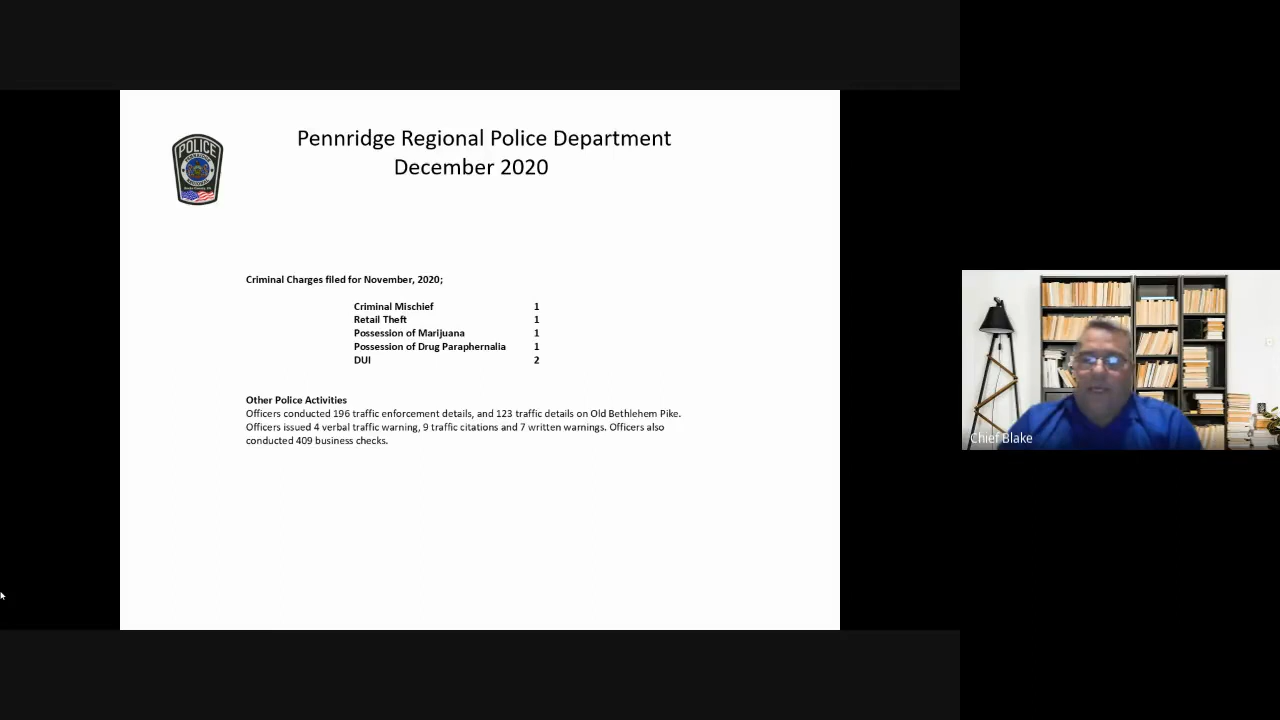 Pennridge Regional Police Department
December 2020
POLICE
Criminal Charges filed for November, 2020;
Criminal Mischief 1
Retail Theft 1
Possession of Marijuana 1
Possession of Drug Paraphernalia 1
DUI 2
Other Police Activities
Officers conducted 196 traffic enforcement details, and 123 traffic details on Old Bethlehem Pike.
Officers issued 4 verbal traffic warning, 9 traffic citations and 7 written warnings. Officers also
conducted 409 business checks.
Chief Blake